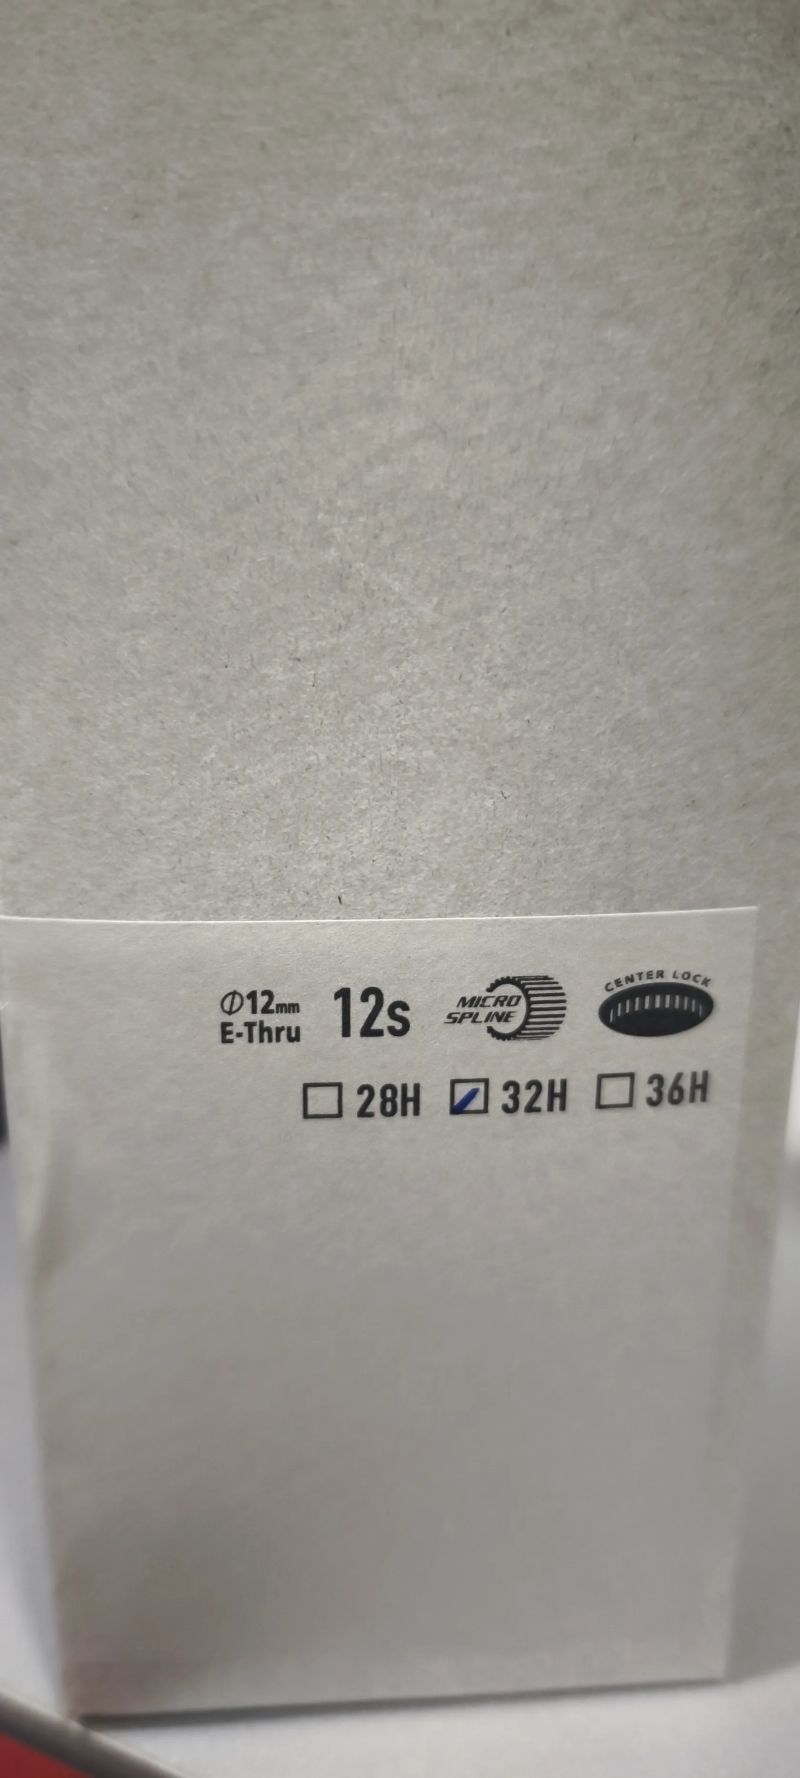 Φ12mm E-Thru 12s MICRO SPLINE CENTER LOCK
☐ 28H ☑ 32H ☐ 36H